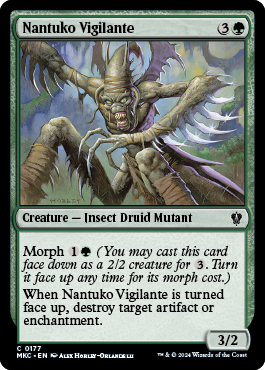 Nantuko Vigilante 3
HORLEY
Creature — Insect Druid Mutant
Morph 1 (You may cast this card
face down as a 2/2 creature for 3. Turn
it face up any time for its morph cost.)
When Nantuko Vigilante is turned
face up, destroy target artifact or
enchantment.
3/2
C 0177
MKC • EN Alex Horley-Orlandelli
™ & © 2024 Wizards of the Coast